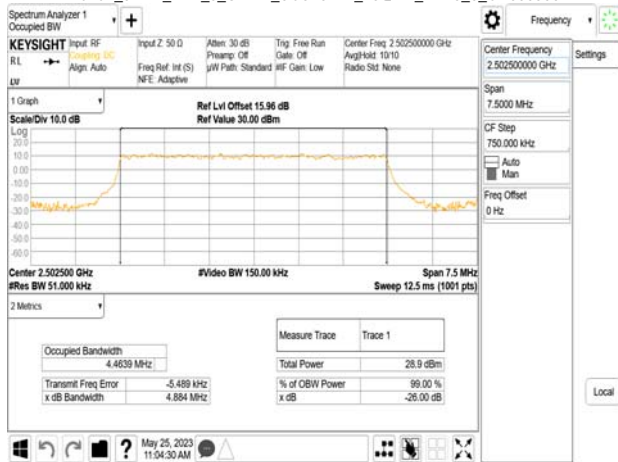 Spectrum Analyzer 1
Occupied BW
Frequency
KEYSIGHT
Input: RF
Coupling: DC
Align: Auto
Input Z: 50 Ω
Freq Ref: Int (S)
NFE: Adaptive
Atten: 30 dB
Preamp: Off
µW Path: Standard
Trig: Free Run
Gate: Off
#IF Gain: Low
Center Freq: 2.502500000 GHz
Avg|Hold: 10/10
Radio Std: None
RL
Center Frequency
2.502500000 GHz
Settings
Span
7.5000 MHz
CF Step
750.000 kHz
Auto
Man
Freq Offset
0 Hz
Local
1 Graph
Scale/Div 10.0 dB
Ref Lvl Offset 15.96 dB
Ref Value 30.00 dBm
Log
20.0
10.0
0.00
-10.0
-20.0
-30.0
-40.0
-50.0
-60.0
Center 2.502500 GHz
#Res BW 51.000 kHz
#Video BW 150.00 kHz
Span 7.5 MHz
Sweep 12.5 ms (1001 pts)
2 Metrics
Measure Trace Trace 1
Occupied Bandwidth
4.4639 MHz
Total Power 28.9 dBm
Transmit Freq Error -5.489 kHz
% of OBW Power 99.00 %
x dB Bandwidth 4.884 MHz
x dB -26.00 dB
May 25, 2023
11:04:30 AM